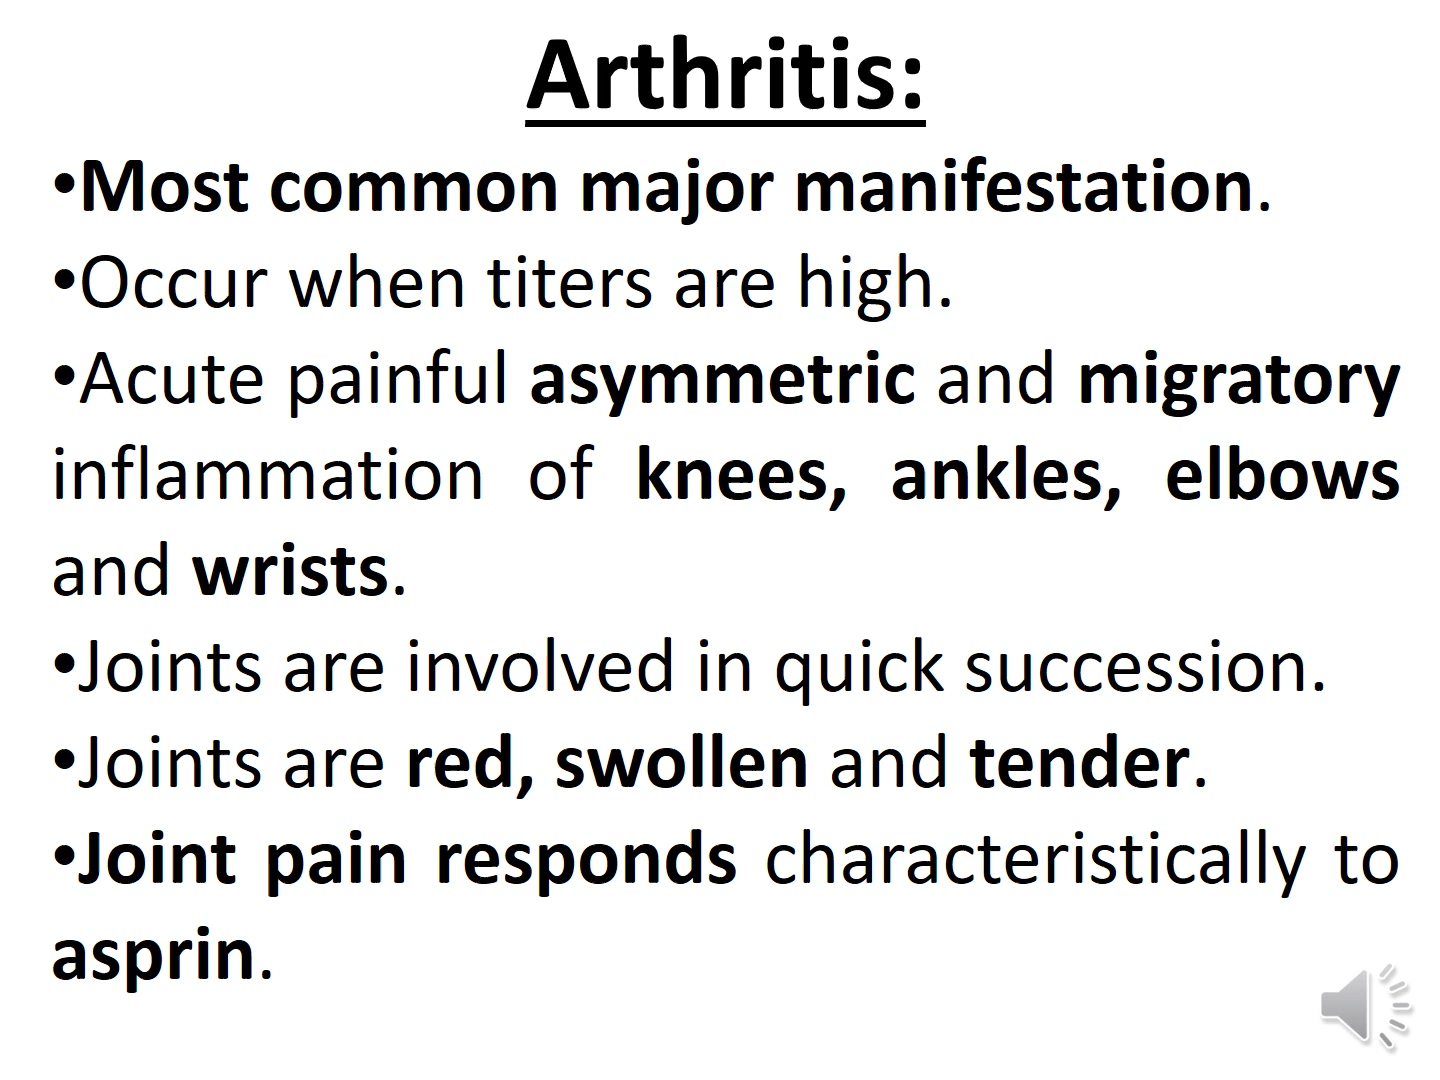 Arthritis:
•Most common major manifestation.
•Occur when titers are high.
•Acute painful asymmetric and migratory
inflammation of knees, ankles, elbows
and wrists.
•Joints are involved in quick succession.
•Joints are red, swollen and tender.
•Joint pain responds characteristically to
asprin.